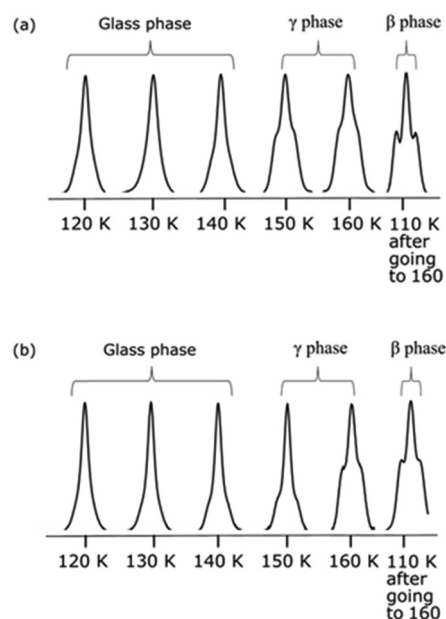 (a)
Glass phase
γ phase
β phase
120 K
130 K
140 K
150 K
160 K
110 K
after
going
to 160
(b)
Glass phase
γ phase
β phase
120 K
130 K
140 K
150 K
160 K
110 K
after
going
to 160